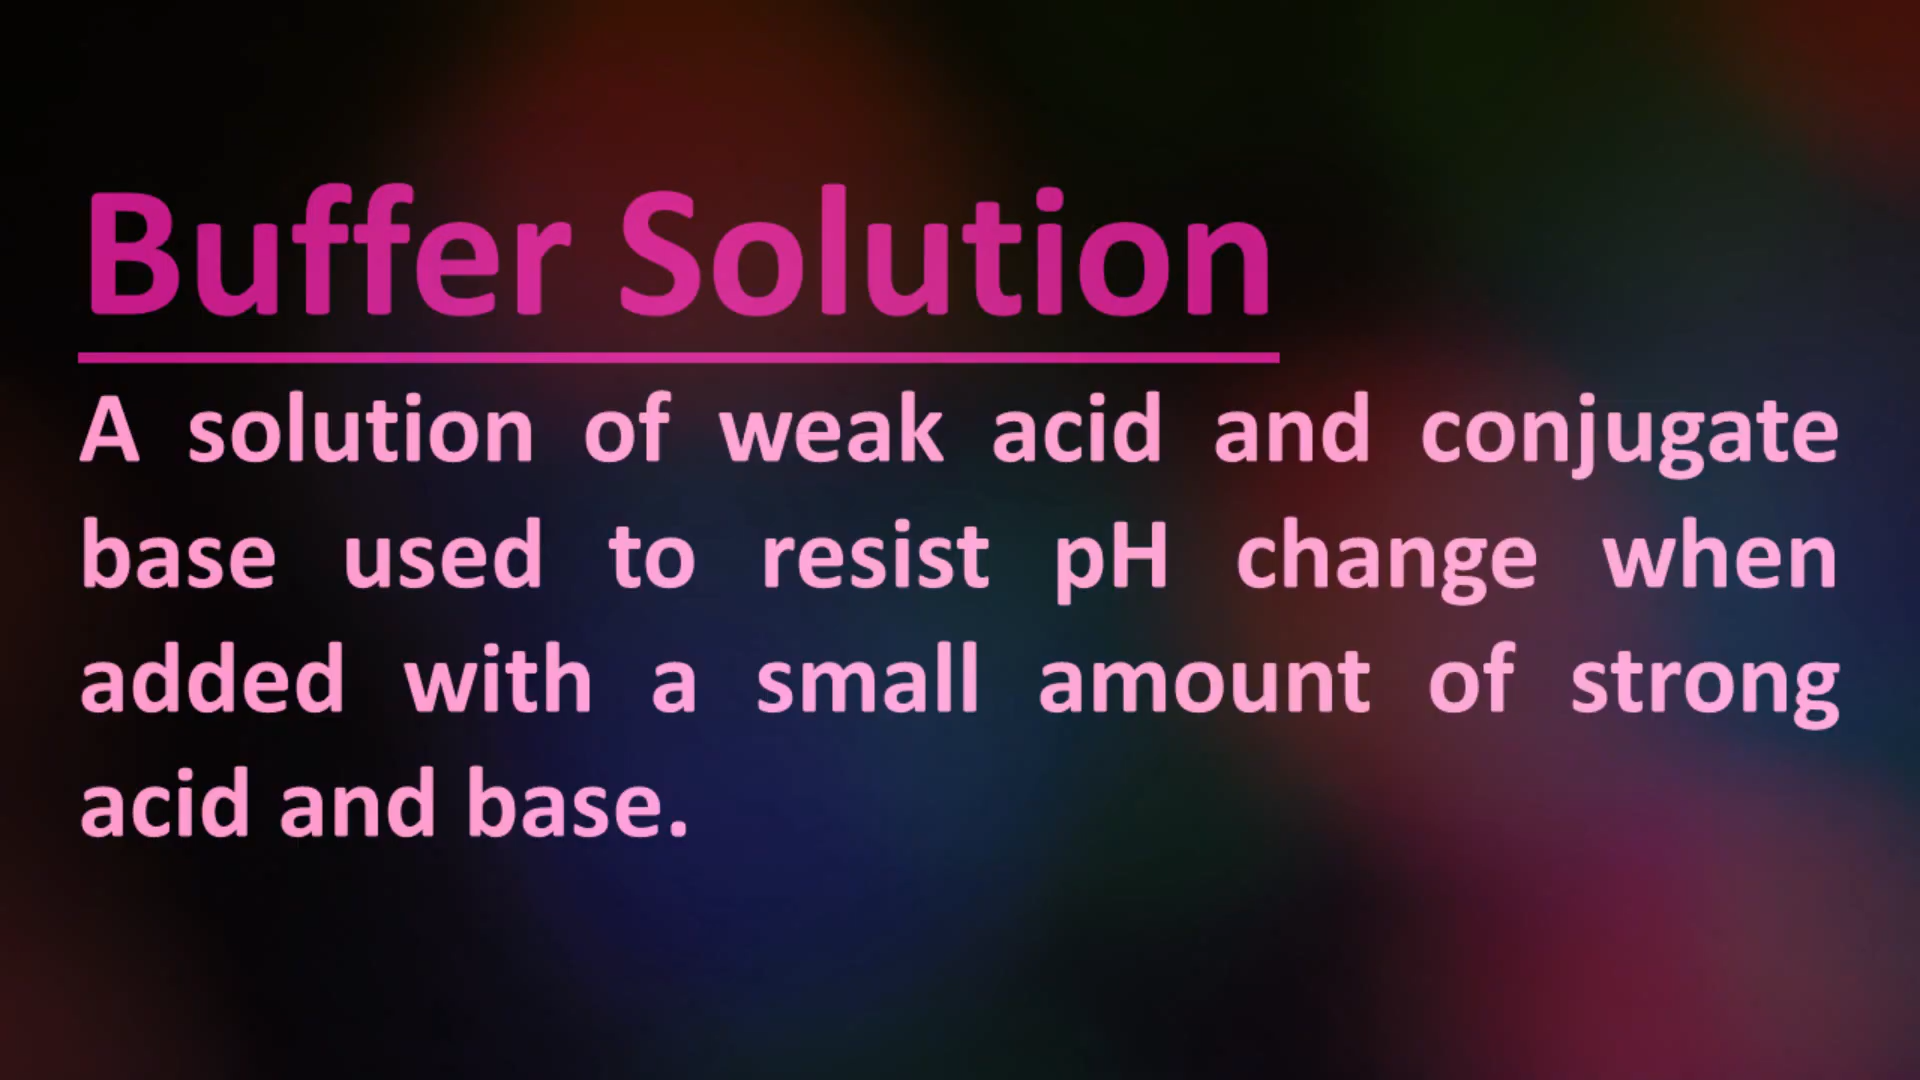 Buffer Solution
A solution of weak acid and conjugate
base used to resist pH change when
added with a small amount of strong
acid and base.